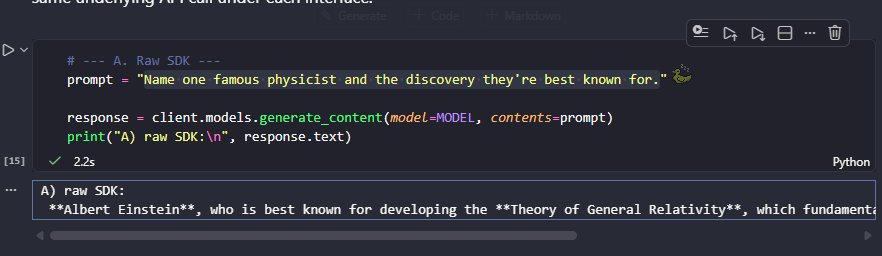 same underlying API call under each interface.
Generate + Code + Markdown
# --- A. Raw SDK ---
prompt = "Name one famous physicist and the discovery they're best known for."
response = client.models.generate_content(model=MODEL, contents=prompt)
print("A) raw SDK:\n", response.text)
[15]
2.2s
Python
A) raw SDK:
**Albert Einstein**, who is best known for developing the **Theory of General Relativity**, which fundamenta